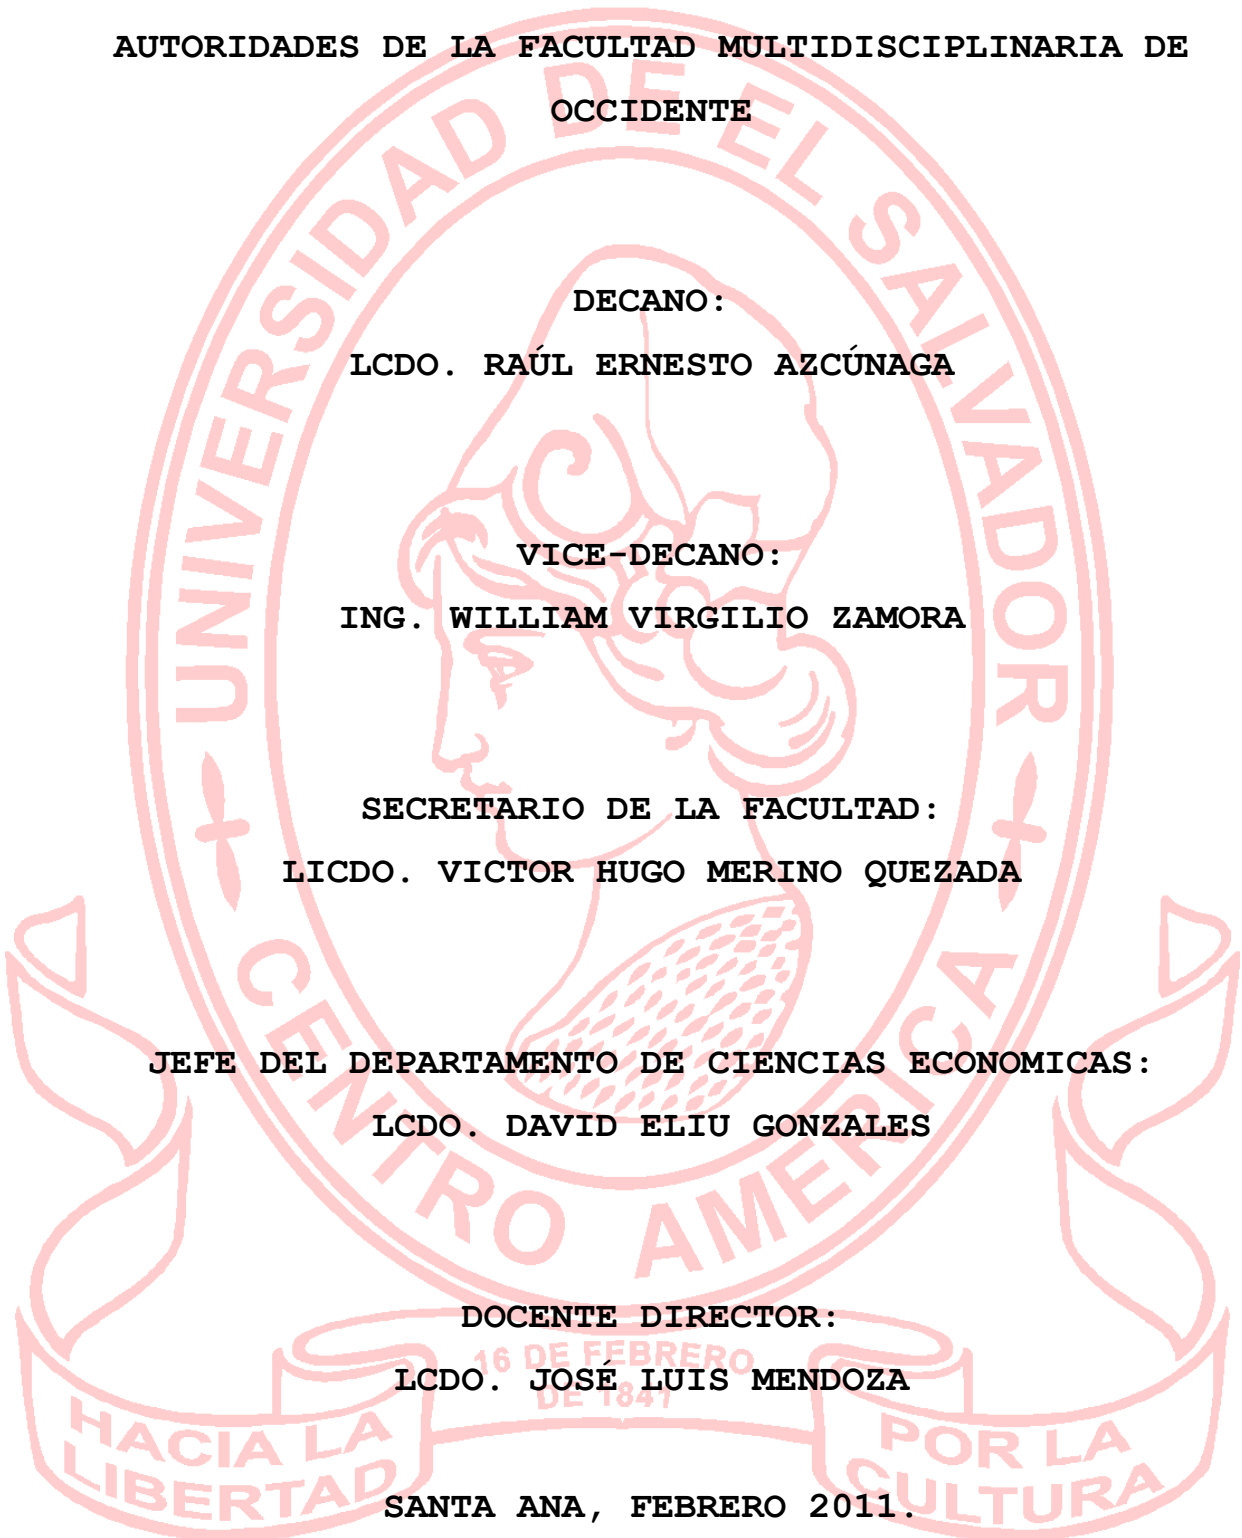 AUTORIDADES DE LA FACULTAD MULTIDISCIPLINARIA DE
OCCIDENTE
DECANO:
LCDO. RAÚL ERNESTO AZCÚNAGA
VICE-DECANO:
ING. WILLIAM VIRGILIO ZAMORA
SECRETARIO DE LA FACULTAD:
LICDO. VICTOR HUGO MERINO QUEZADA
JEFE DEL DEPARTAMENTO DE CIENCIAS ECONOMICAS:
LCDO. DAVID ELIU GONZALES
DOCENTE DIRECTOR:
LCDO. JOSÉ LUIS MENDOZA
SANTA ANA, FEBRERO 2011.
UNIVERSIDAD DE EL SALVADOR
CENTRO AMERICA
16 DE FEBRERO
DE 1841
HACIA LA
LIBERTAD
POR LA
CULTURA